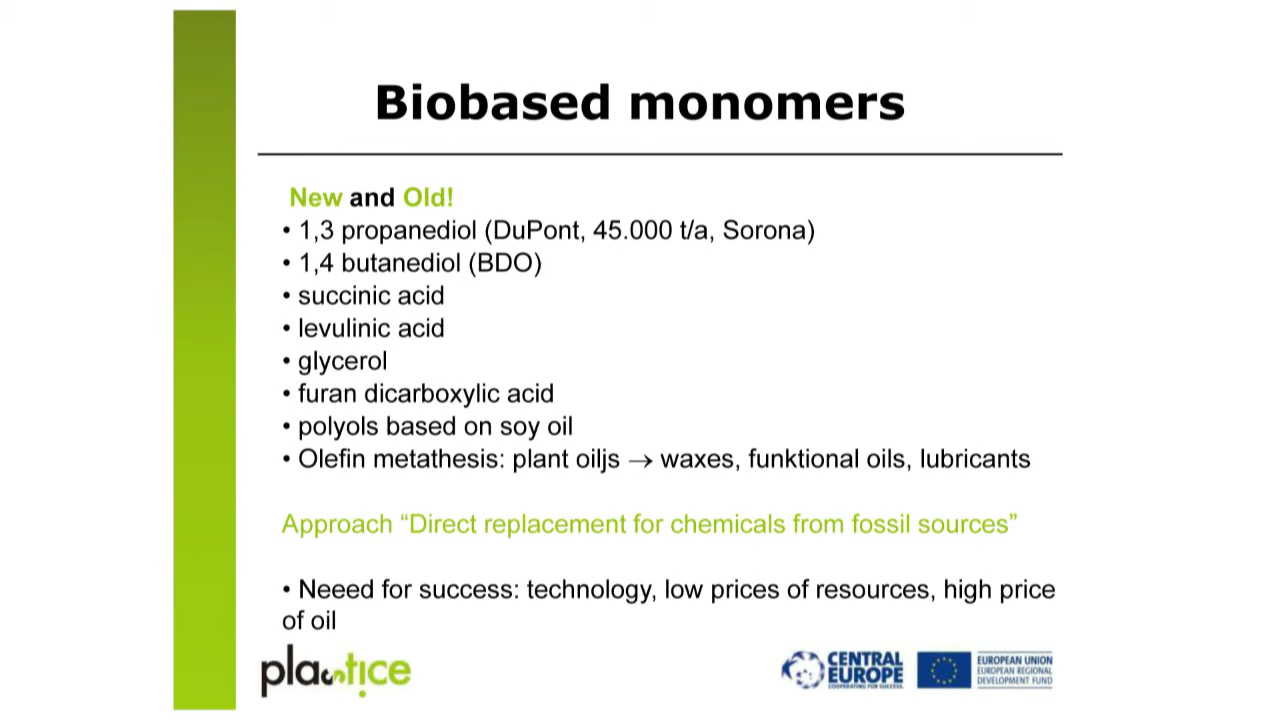 Biobased monomers
New and Old!
• 1,3 propanediol (DuPont, 45.000 t/a, Sorona)
• 1,4 butanediol (BDO)
• succinic acid
• levulinic acid
• glycerol
• furan dicarboxylic acid
• polyols based on soy oil
• Olefin metathesis: plant oiljs → waxes, funktional oils, lubricants
Approach “Direct replacement for chemicals from fossil sources”
• Neeed for success: technology, low prices of resources, high price
of oil
plastice
CENTRAL
EUROPE
COOPERATING FOR SUCCESS.
EUROPEAN UNION
EUROPEAN REGIONAL
DEVELOPMENT FUND